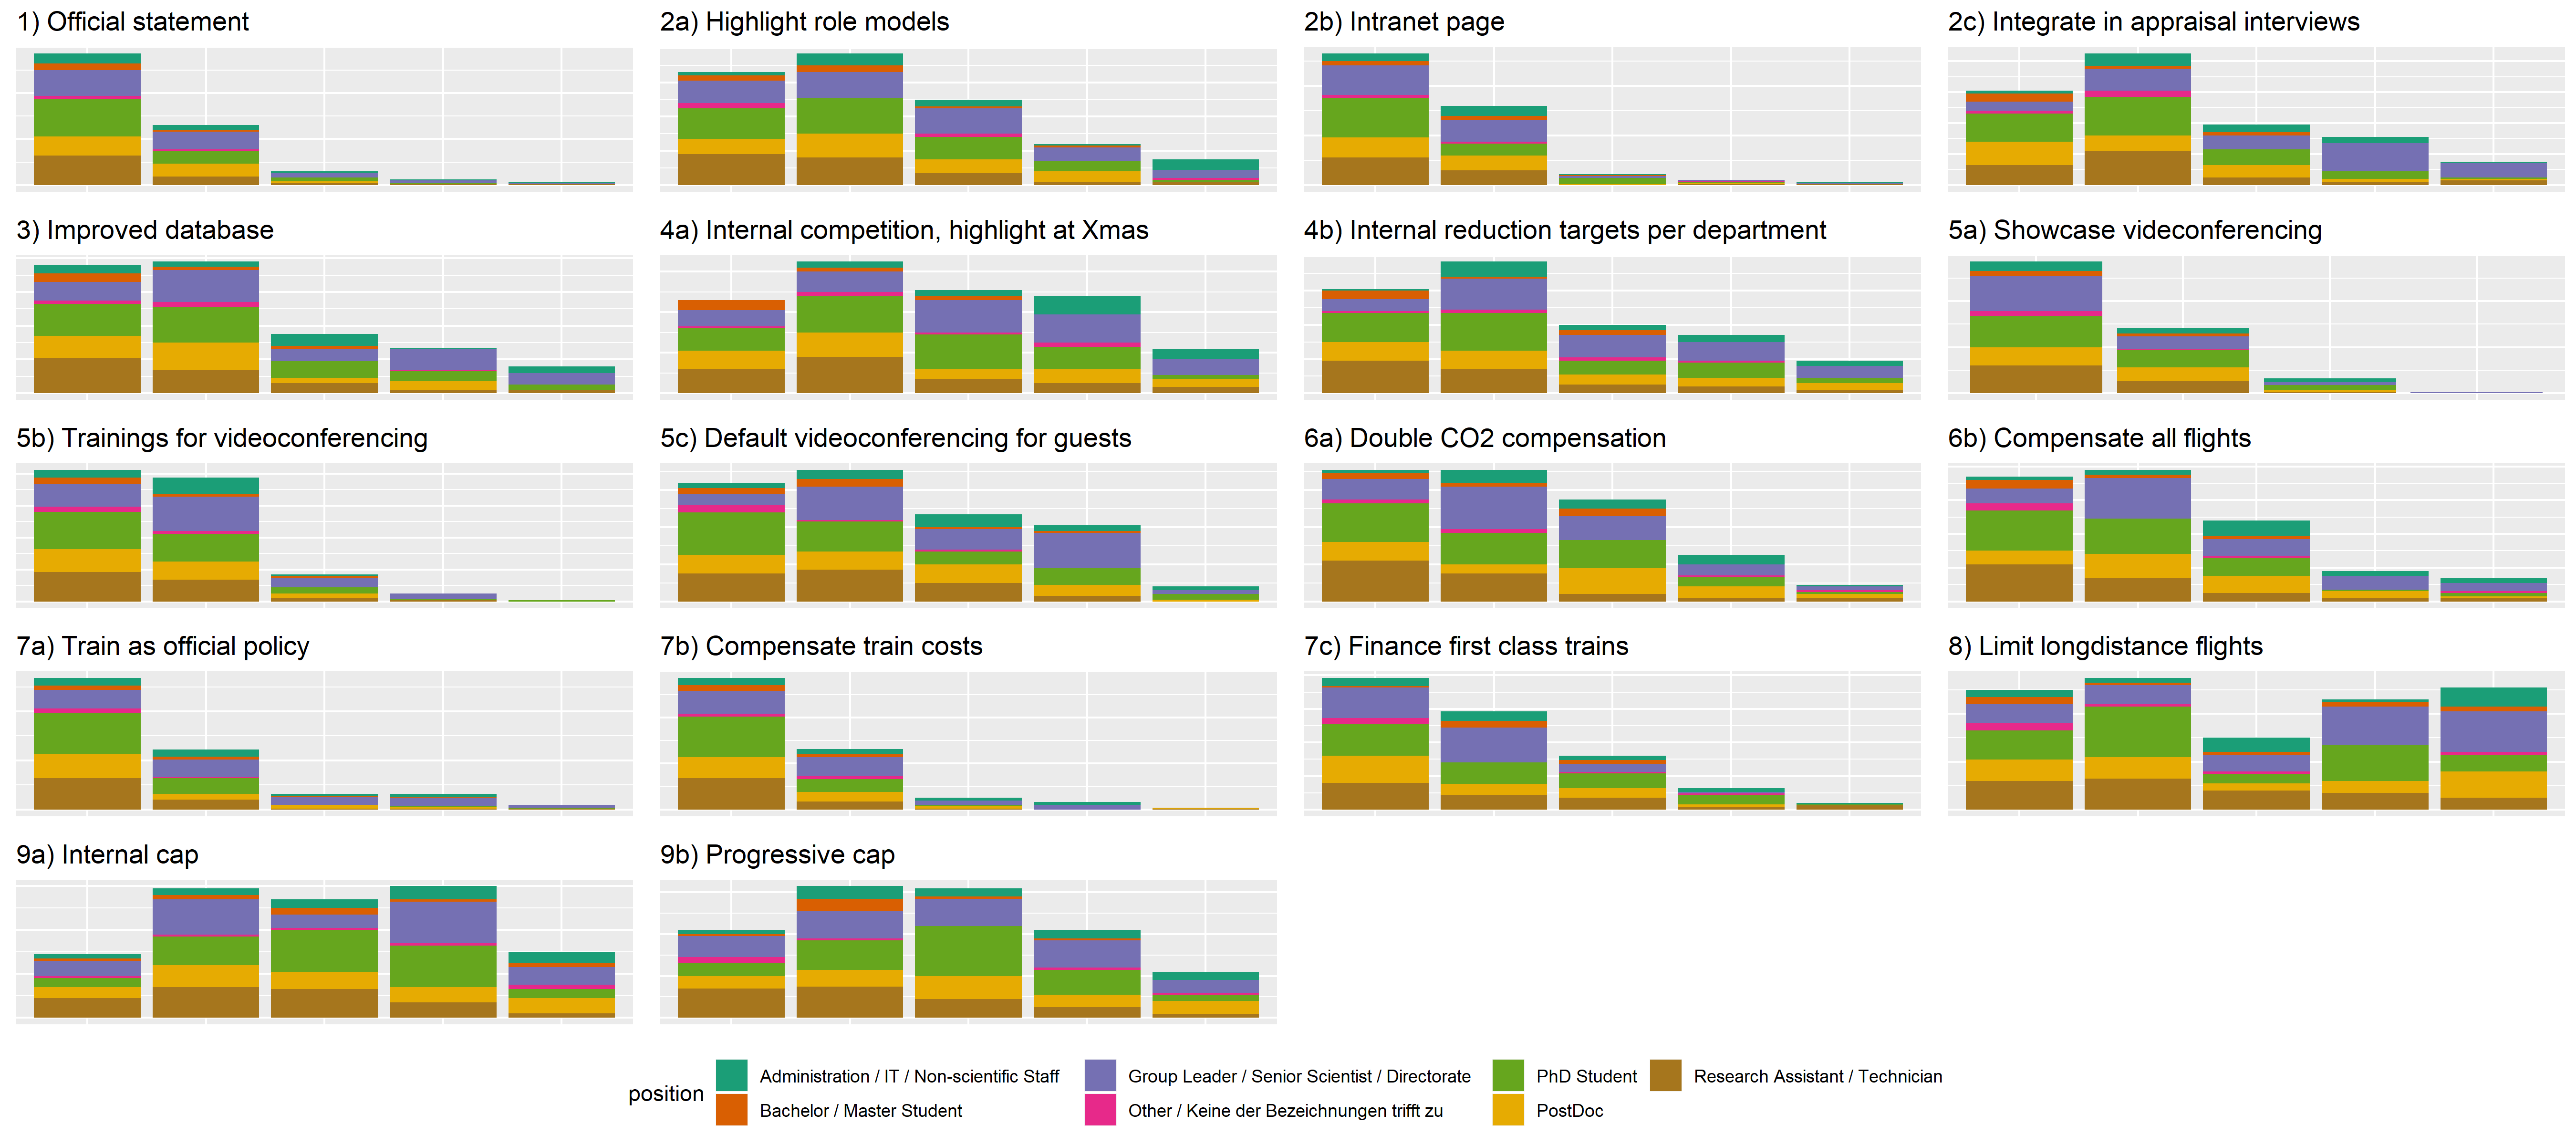 1) Official statement
2a) Highlight role models
2b) Intranet page
2c) Integrate in appraisal interviews
3) Improved database
4a) Internal competition, highlight at Xmas
4b) Internal reduction targets per department
5a) Showcase videconferencing
5b) Trainings for videoconferencing
5c) Default videoconferencing for guests
6a) Double CO2 compensation
6b) Compensate all flights
7a) Train as official policy
7b) Compensate train costs
7c) Finance first class trains
8) Limit longdistance flights
9a) Internal cap
9b) Progressive cap
position
Administration / IT / Non-scientific Staff
Bachelor / Master Student
Group Leader / Senior Scientist / Directorate
Other / Keine der Bezeichnungen trifft zu
PhD Student
PostDoc
Research Assistant / Technician